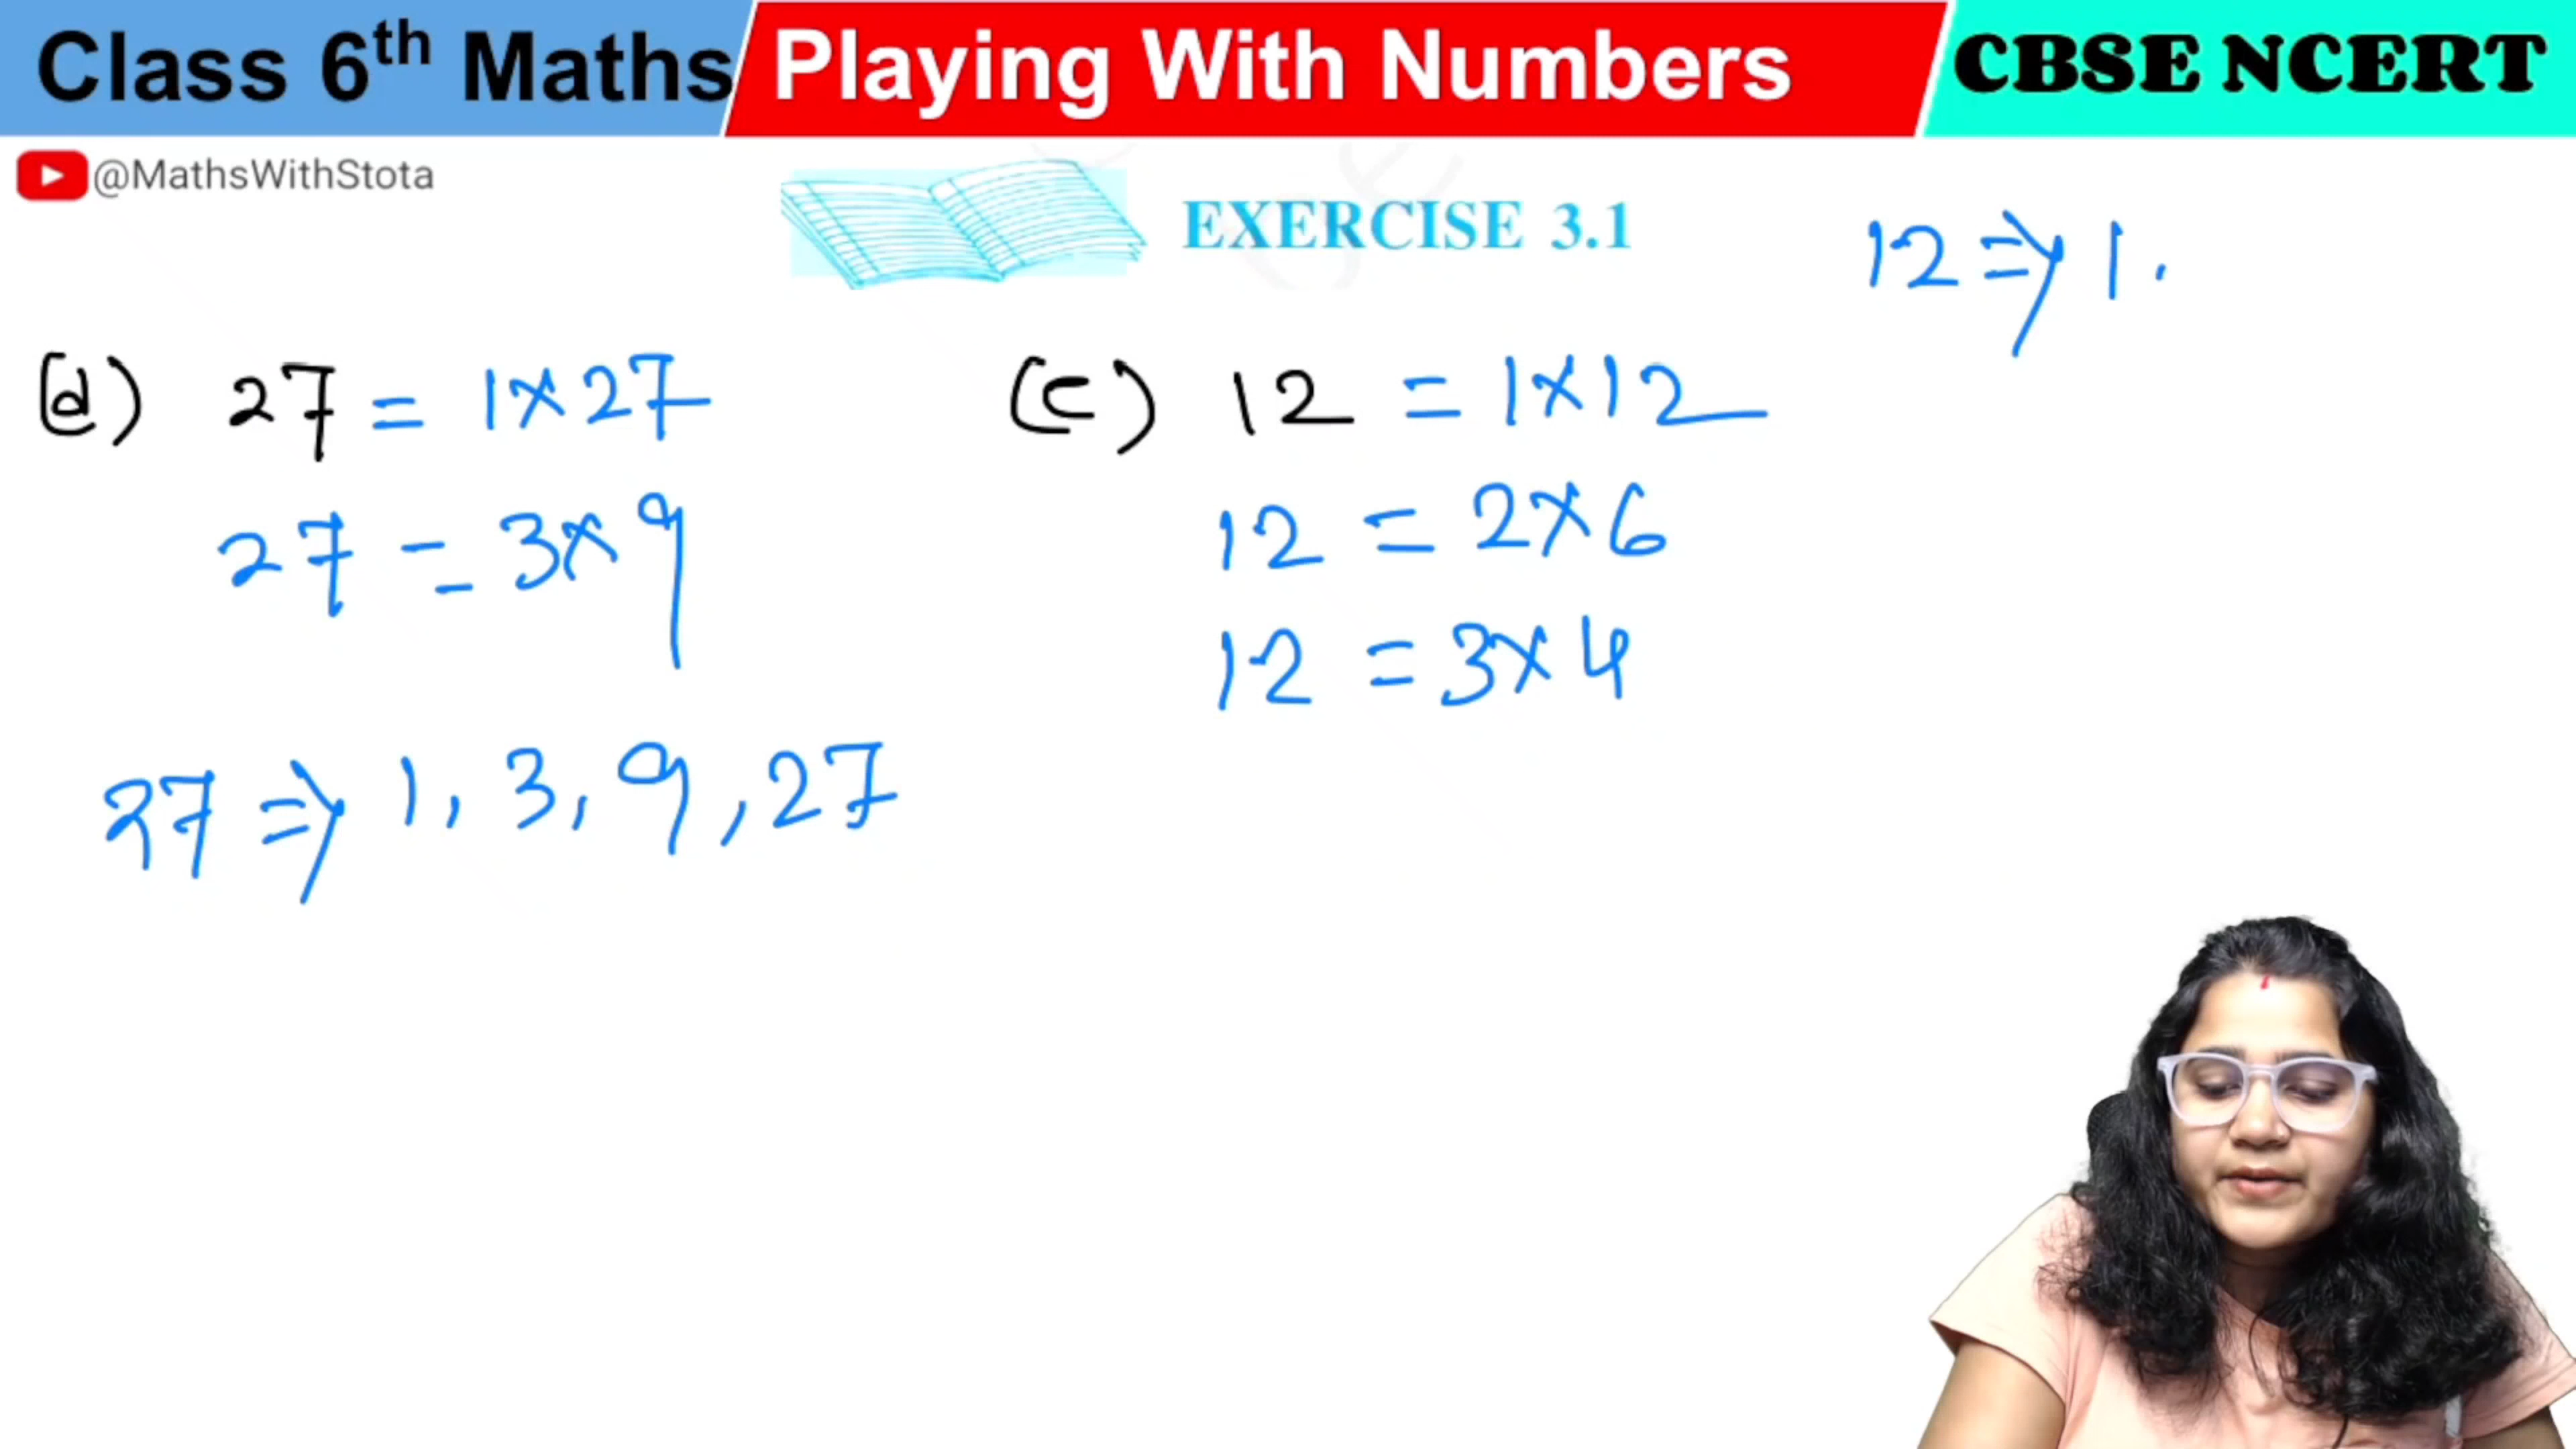 Class 6th Maths Playing With Numbers CBSE NCERT
@MathsWithStota
EXERCISE 3.1
12 => 1,
(d) 27 = 1×27
27 = 3×9
27 => 1, 3, 9, 27
(c) 12 = 1×12
12 = 2×6
12 = 3×4